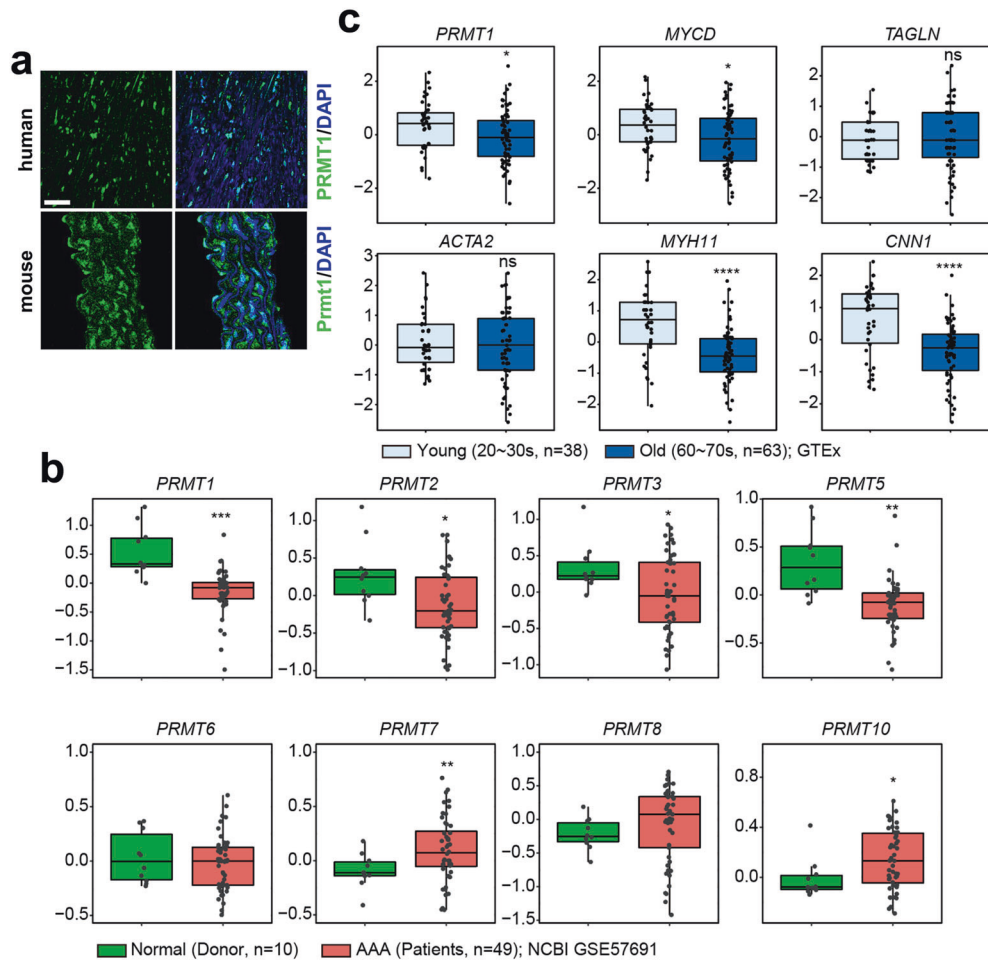 a
human
mouse
PRMT1/DAPI
Prmt1/DAPI
c
PRMT1
MYCD
TAGLN
*
*
ns
2
0
−2
2
0
−2
2
1
0
−1
−2
ACTA2
MYH11
CNN1
ns
****
****
3
2
1
0
−1
−2
2
1
0
−1
−2
2
1
0
−1
−2
Young (20~30s, n=38)
Old (60~70s, n=63); GTEx
b
PRMT1
PRMT2
PRMT3
PRMT5
***
*
*
**
1.0
0.5
0.0
−0.5
−1.0
−1.5
1.0
0.5
0.0
−0.5
−1.0
1.0
0.5
0.0
−0.5
−1.0
1.0
0.5
0.0
−0.5
PRMT6
PRMT7
PRMT8
PRMT10
**
*
1.0
0.5
0.0
−0.5
1.0
0.5
0.0
−0.5
1.0
0.5
0.0
−0.5
−1.0
−1.5
0.8
0.4
0.0
Normal (Donor, n=10)
AAA (Patients, n=49); NCBI GSE57691